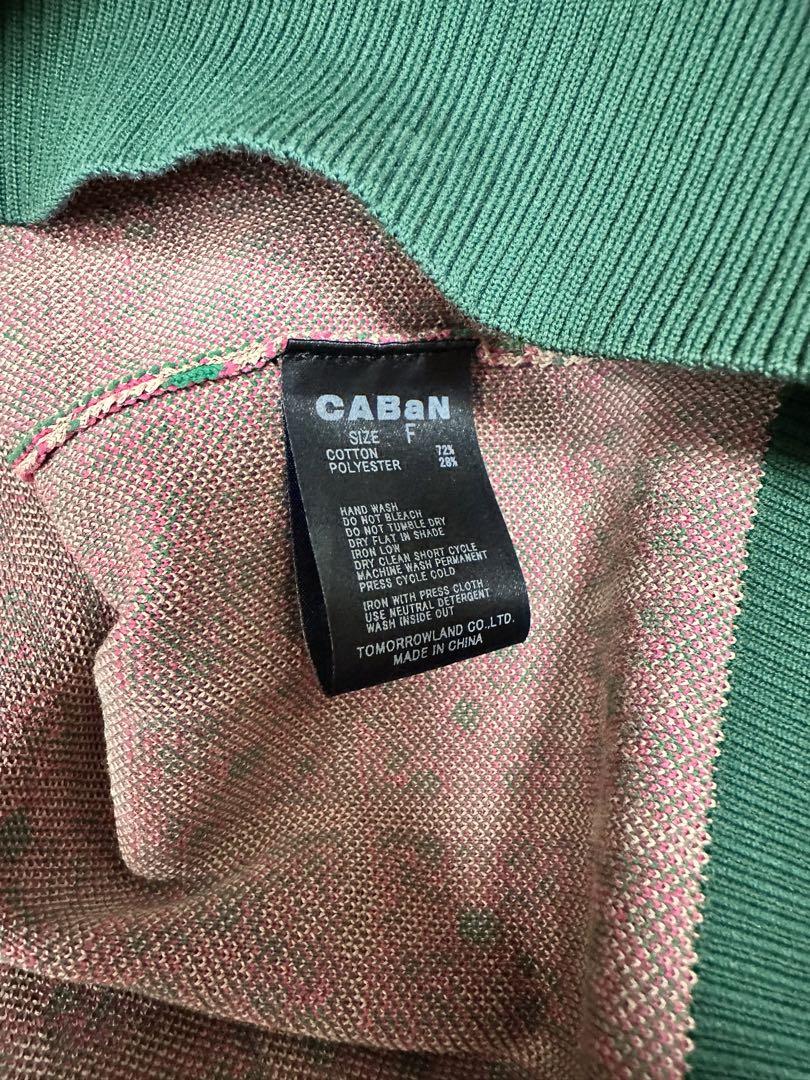 CABaN
SIZE F
COTTON 72%
POLYESTER 28%
HAND WASH
DO NOT BLEACH
DO NOT TUMBLE DRY
DRY FLAT IN SHADE
IRON LOW
DRY CLEAN SHORT CYCLE
MACHINE WASH PERMANENT
PRESS CYCLE COLD
IRON WITH PRESS CLOTH
USE NEUTRAL DETERGENT
WASH INSIDE OUT
TOMORROWLAND CO.,LTD.
MADE IN CHINA